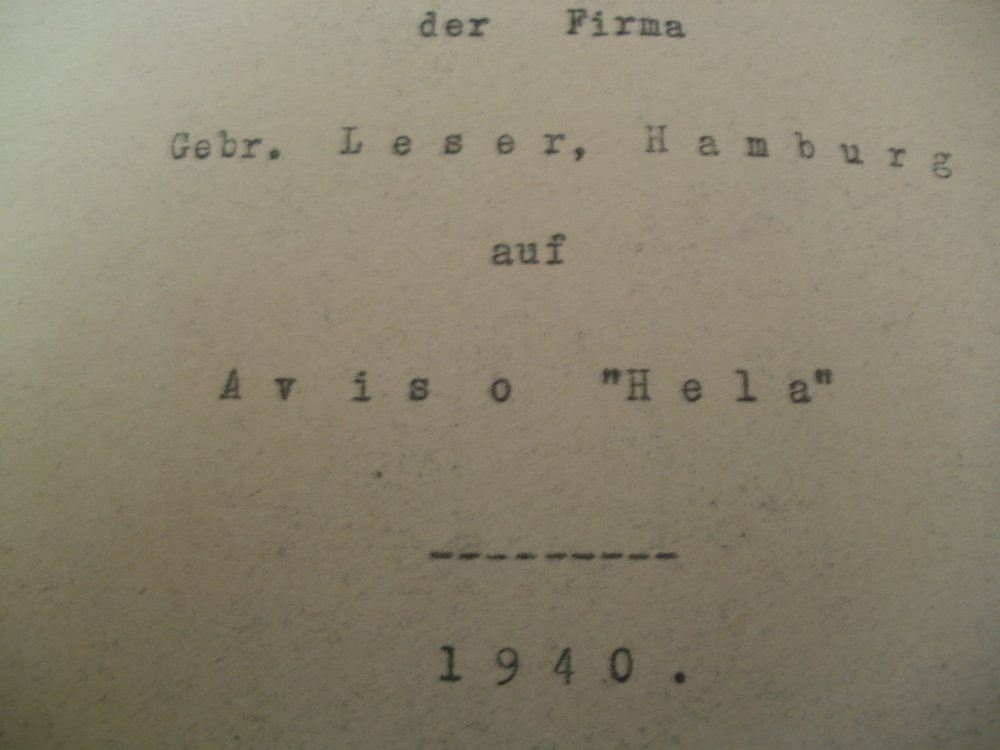 der Firma
Gebr. Leser, Hamburg
auf
Aviso "Hela"
---------
1940.